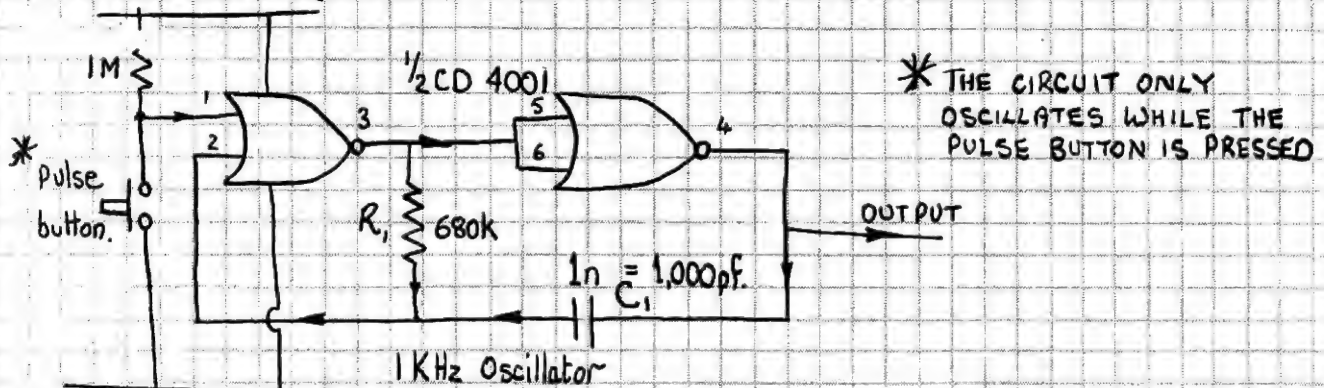 1M
1
2
3
½ CD 4001
5
6
4
* THE CIRCUIT ONLY
OSCILLATES WHILE THE
PULSE BUTTON IS PRESSED
*
Pulse
button.
R₁ 680K
OUTPUT
1n = 1,000pf.
C₁
1KHz Oscillator